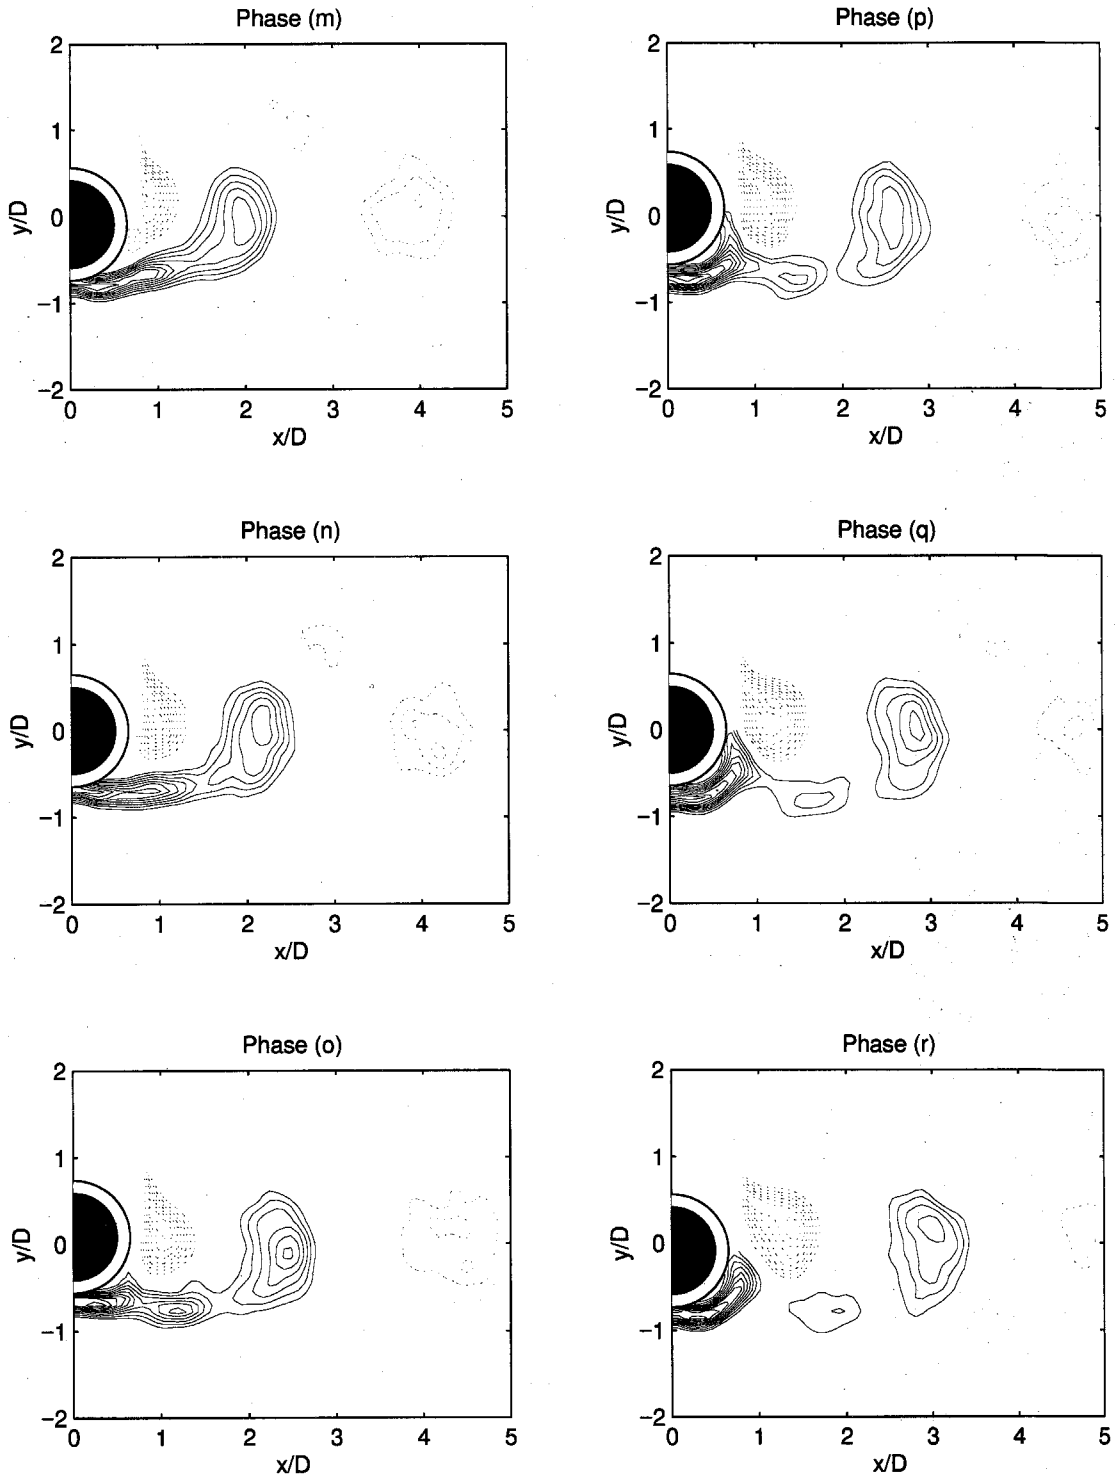 Phase (m)
2
1
0
−1
−2
y/D
0 1 2 3 4 5
x/D
Phase (p)
2
1
0
−1
−2
y/D
0 1 2 3 4 5
x/D
Phase (n)
2
1
0
−1
−2
y/D
0 1 2 3 4 5
x/D
Phase (q)
2
1
0
−1
−2
y/D
0 1 2 3 4 5
x/D
Phase (o)
2
1
0
−1
−2
y/D
0 1 2 3 4 5
x/D
Phase (r)
2
1
0
−1
−2
y/D
0 1 2 3 4 5
x/D